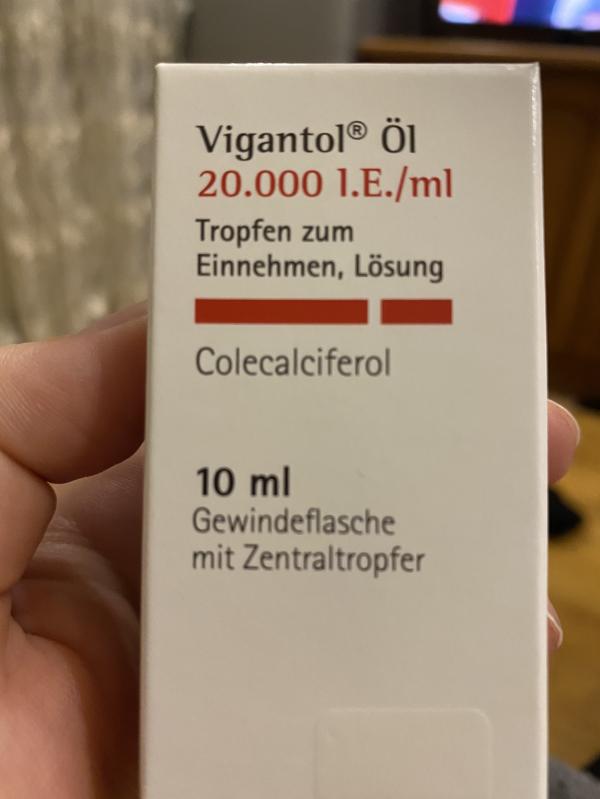 Vigantol® Öl
20.000 I.E./ml
Tropfen zum
Einnehmen, Lösung
Colecalciferol
10 ml
Gewindeflasche
mit Zentraltropfer